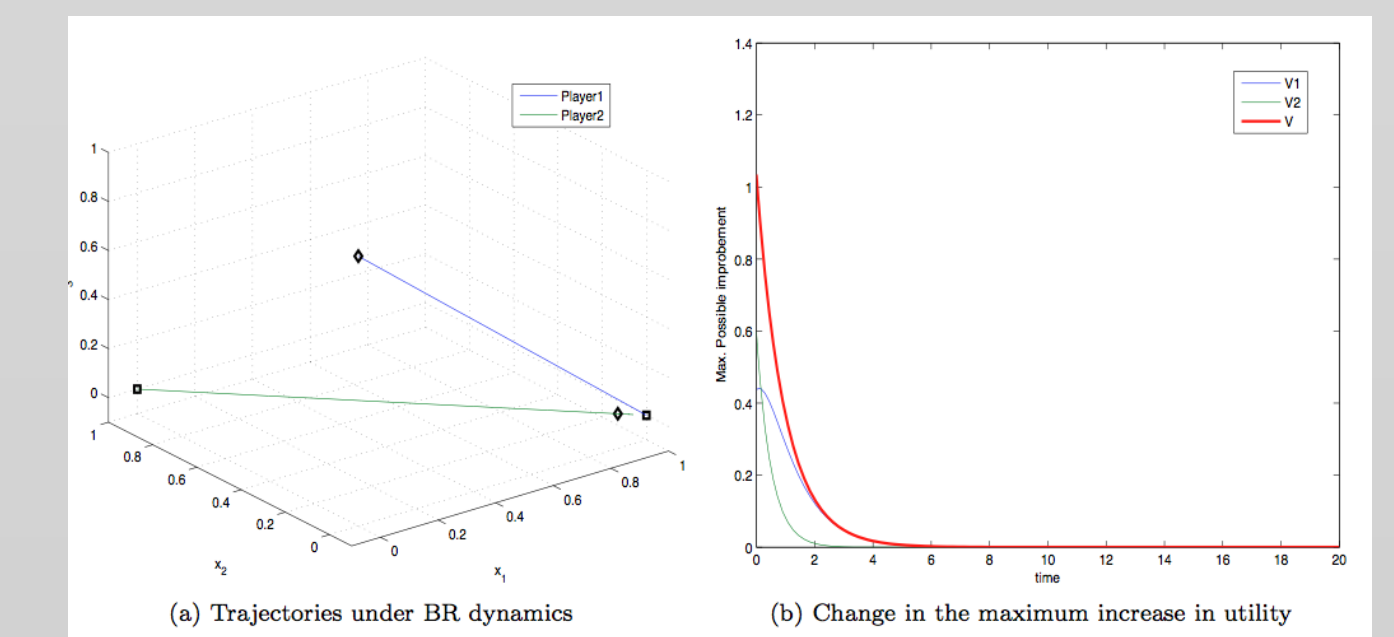 Player1
Player2
1
0.8
0.6
0.4
0.2
0
1
0.8
0.6
0.4
0.2
0
x2
0
0.2
0.4
0.6
0.8
1
x1
(a) Trajectories under BR dynamics
V1
V2
V
Max. Possible improbement
1.4
1.2
1
0.8
0.6
0.4
0.2
0
0 2 4 6 8 10 12 14 16 18 20
time
(b) Change in the maximum increase in utility